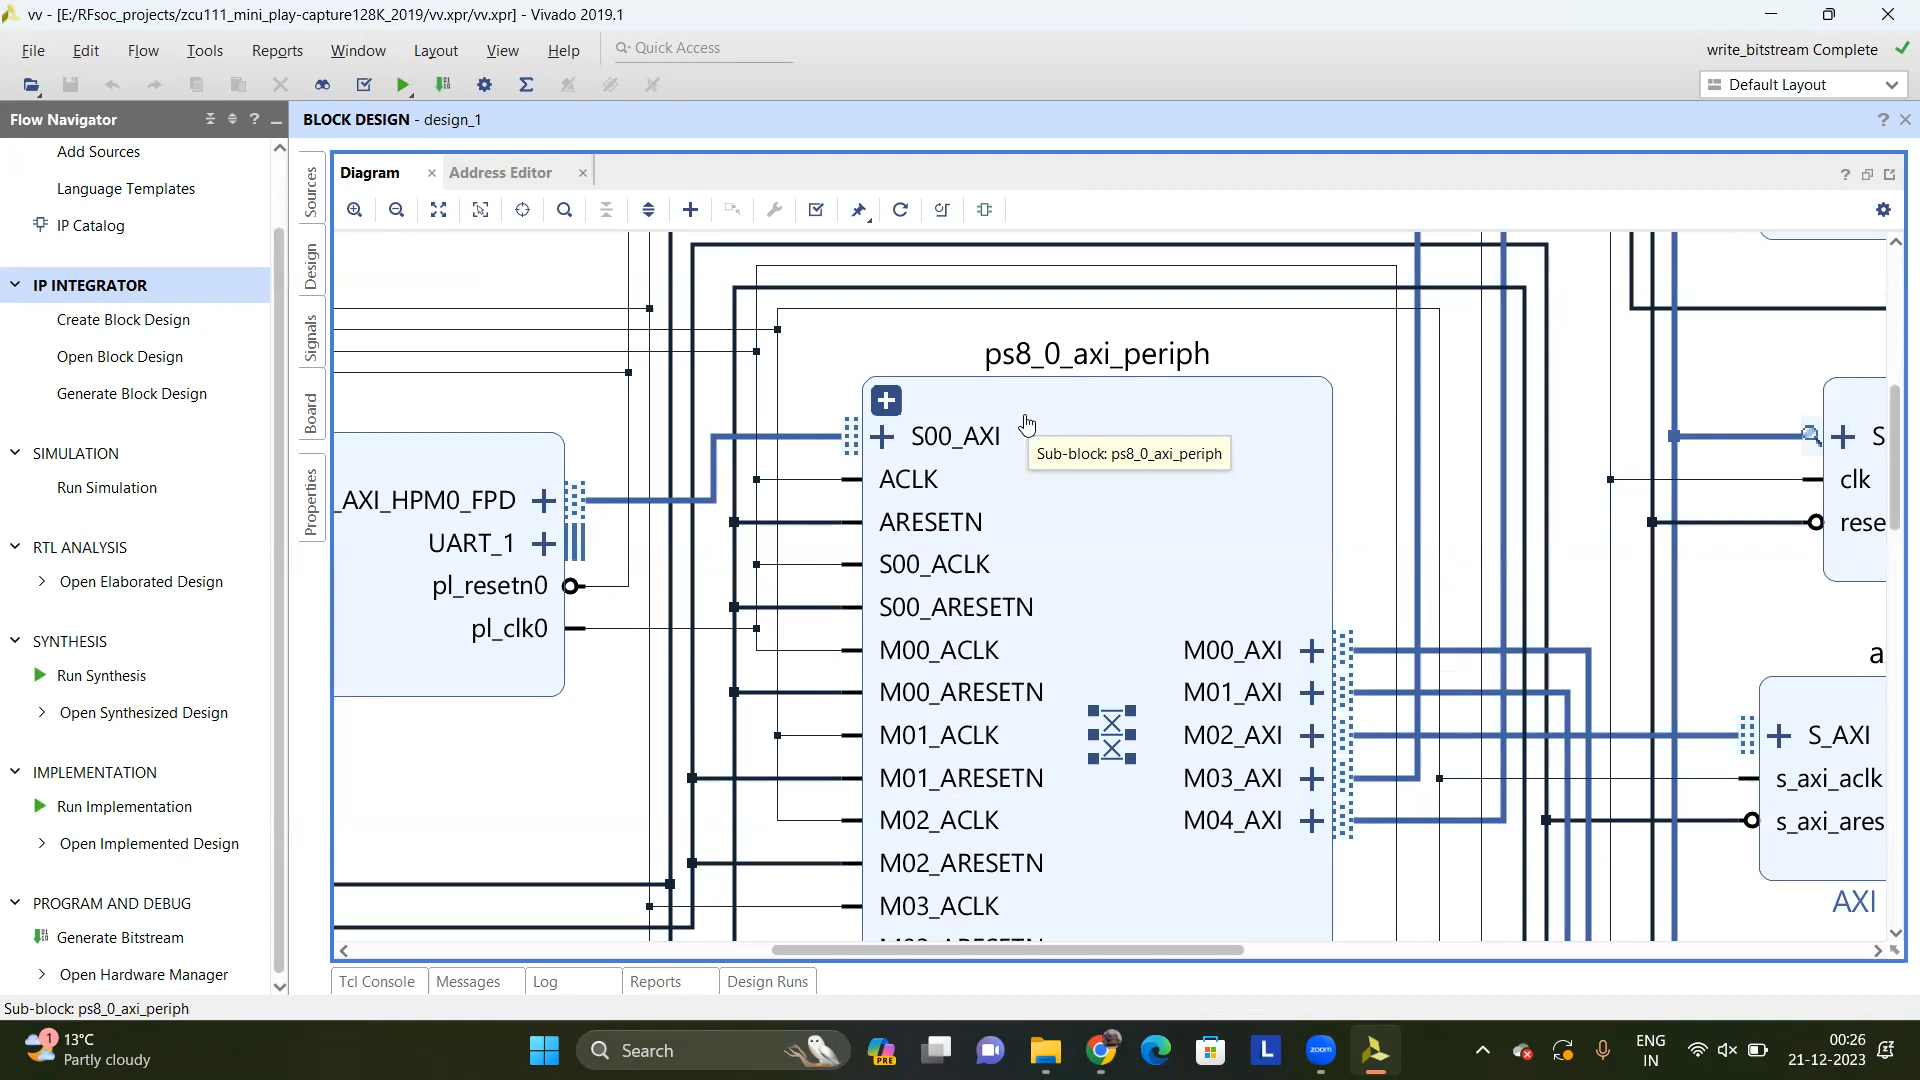 vv - [E:/RFsoc_projects/zcu111_mini_play-capture128K_2019/vv.xpr/vv.xpr] - Vivado 2019.1
File Edit Flow Tools Reports Window Layout View Help Quick Access
write_bitstream Complete
Default Layout
Flow Navigator
BLOCK DESIGN - design_1
Add Sources
Language Templates
IP Catalog
IP INTEGRATOR
Create Block Design
Open Block Design
Generate Block Design
SIMULATION
Run Simulation
RTL ANALYSIS
Open Elaborated Design
SYNTHESIS
Run Synthesis
Open Synthesized Design
IMPLEMENTATION
Run Implementation
Open Implemented Design
PROGRAM AND DEBUG
Generate Bitstream
Open Hardware Manager
Sources
Design
Signals
Board
Properties
Diagram
Address Editor
_AXI_HPM0_FPD
UART_1
pl_resetn0
pl_clk0
ps8_0_axi_periph
S00_AXI
Sub-block: ps8_0_axi_periph
ACLK
ARESETN
S00_ACLK
S00_ARESETN
M00_ACLK
M00_ARESETN
M01_ACLK
M01_ARESETN
M02_ACLK
M02_ARESETN
M03_ACLK
M00_AXI
M01_AXI
M02_AXI
M03_AXI
M04_AXI
S
clk
rese
a
S_AXI
s_axi_aclk
s_axi_ares
AXI
Tcl Console Messages Log Reports Design Runs
Sub-block: ps8_0_axi_periph
1
13°C
Partly cloudy
Search
PRE
L
zoom
ENG
IN
00:26
21-12-2023